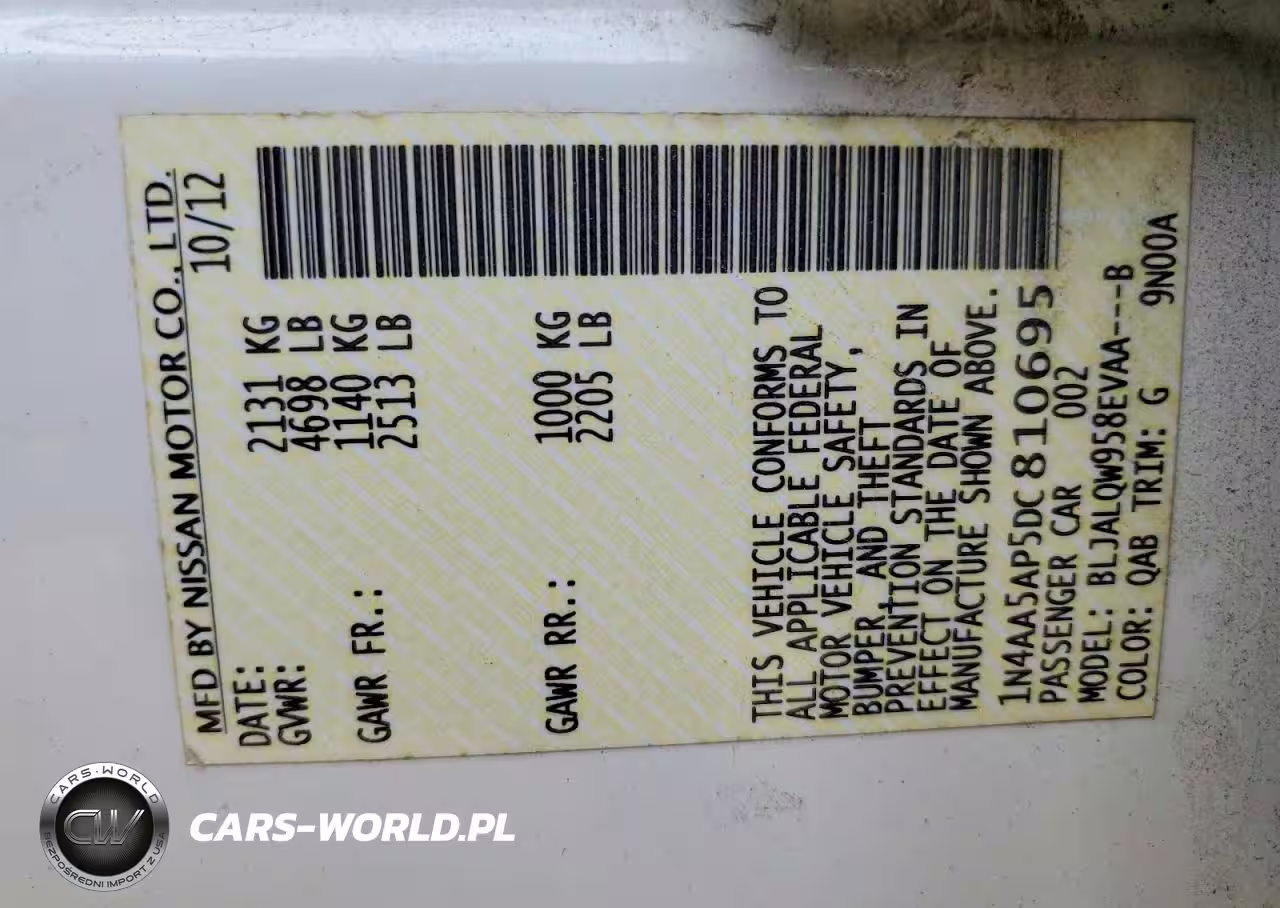 MFD BY NISSAN MOTOR CO., LTD.
DATE: 10/12
GVWR: 2131 KG
4698 LB
GAWR FR.: 1140 KG
2513 LB
GAWR RR.: 1000 KG
2205 LB
THIS VEHICLE CONFORMS TO
ALL APPLICABLE FEDERAL
MOTOR VEHICLE SAFETY,
BUMPER AND THEFT
PREVENTION STANDARDS IN
EFFECT ON THE DATE OF
MANUFACTURE SHOWN ABOVE.
1N4AA5AP5DC810695
PASSENGER CAR 002
MODEL: BLJALQW958EVAA---B
COLOR: QAB TRIM: G 9N00A
CARS-WORLD
CW
BEZPOŚREDNI IMPORT Z USA
CARS-WORLD.PL